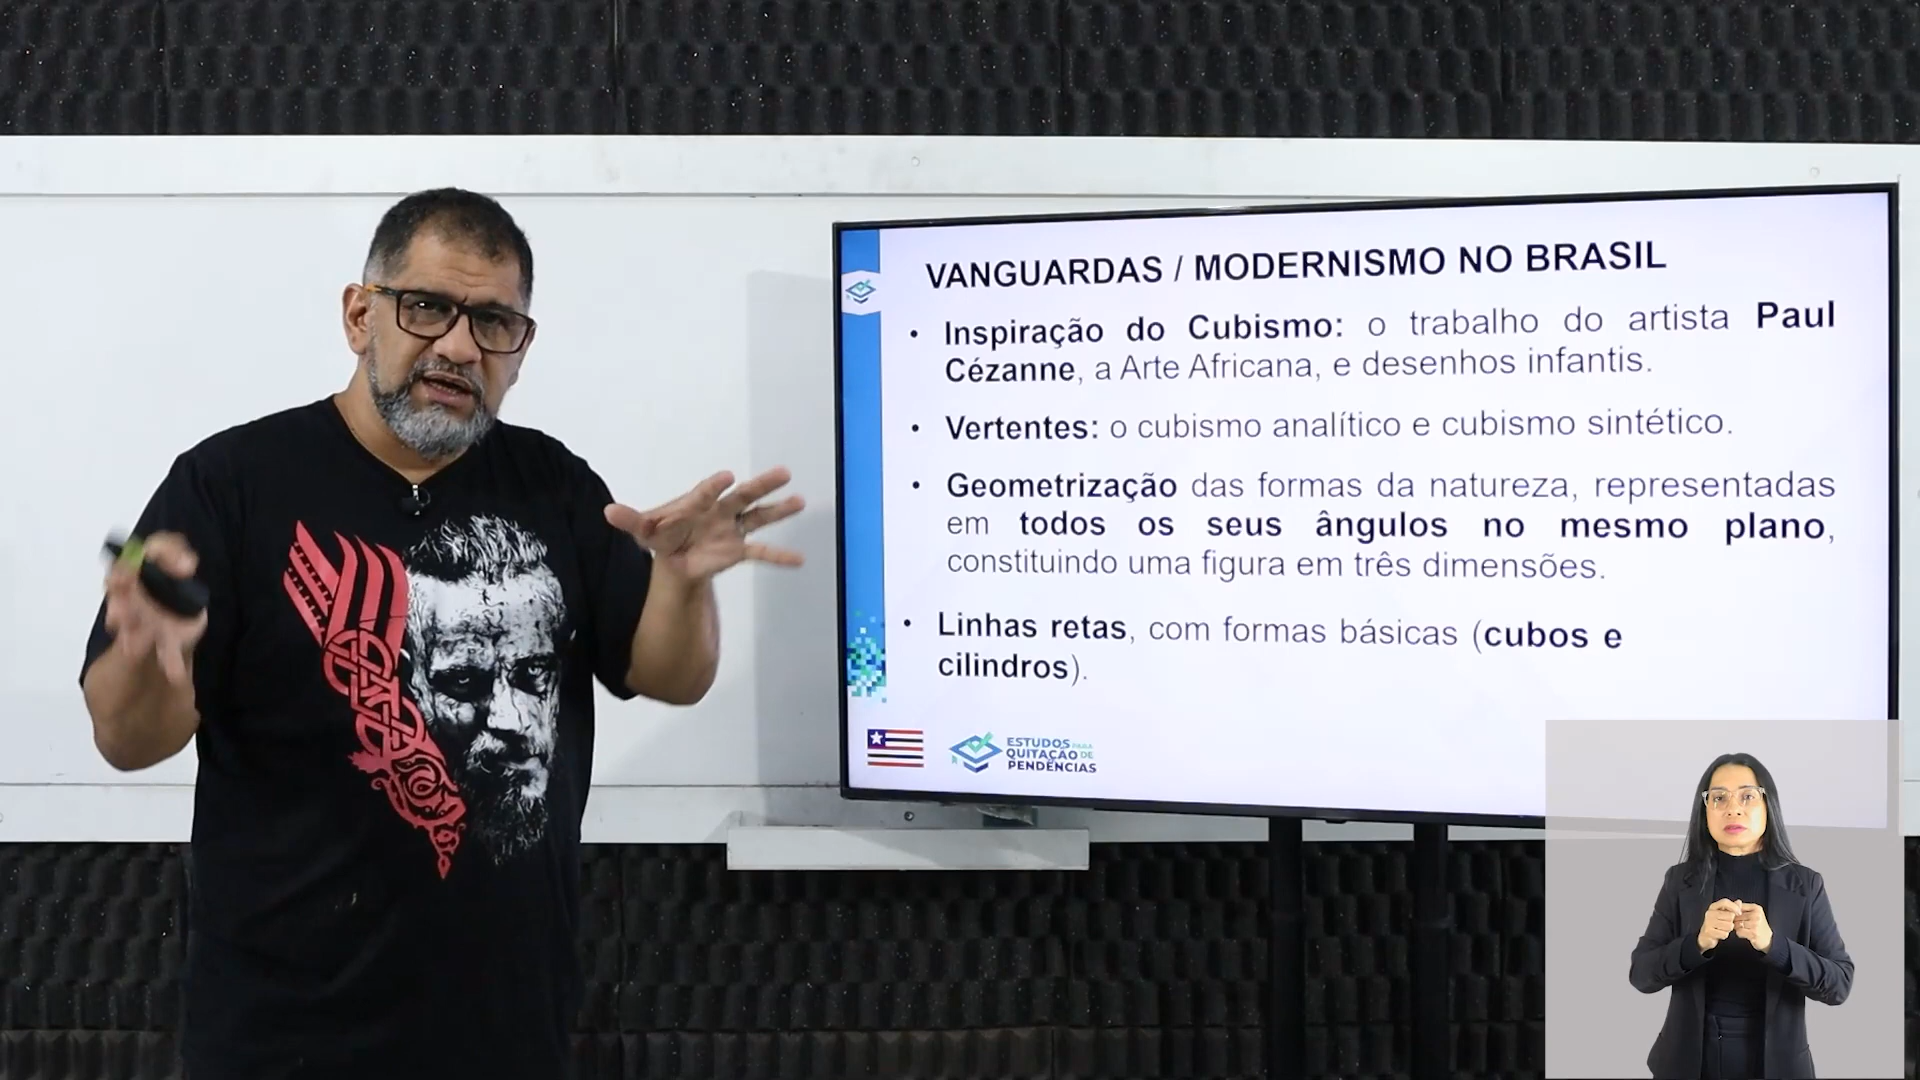 VANGUARDAS / MODERNISMO NO BRASIL
• Inspiração do Cubismo: o trabalho do artista Paul
Cézanne, a Arte Africana, e desenhos infantis.
• Vertentes: o cubismo analítico e cubismo sintético.
• Geometrização das formas da natureza, representadas
em todos os seus ângulos no mesmo plano,
constituindo uma figura em três dimensões.
• Linhas retas, com formas básicas (cubos e
cilindros).
ESTUDOS PARA
QUITAÇÃO DE
PENDÊNCIAS